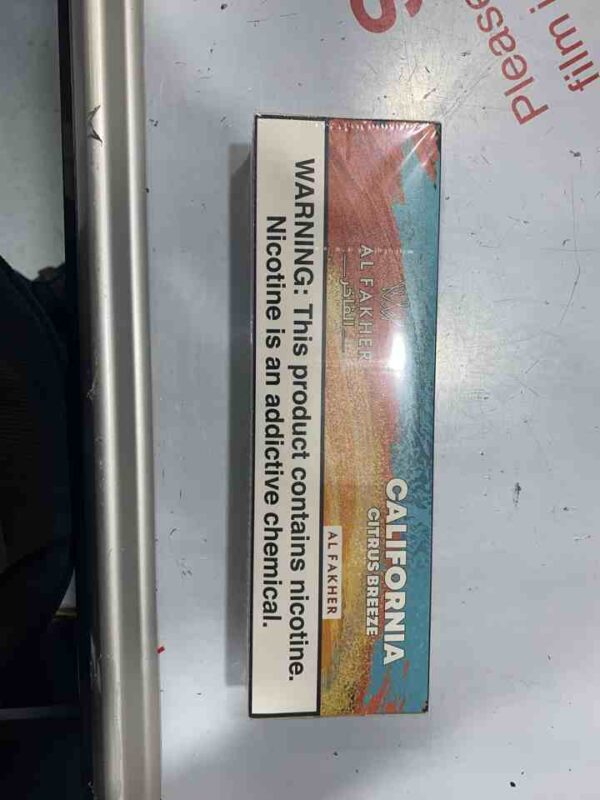 WARNING: This product contains nicotine.
Nicotine is an addictive chemical.
AL FAKHER
الفاخر
CALIFORNIA
CITRUS BREEZE
AL FAKHER
Please
film